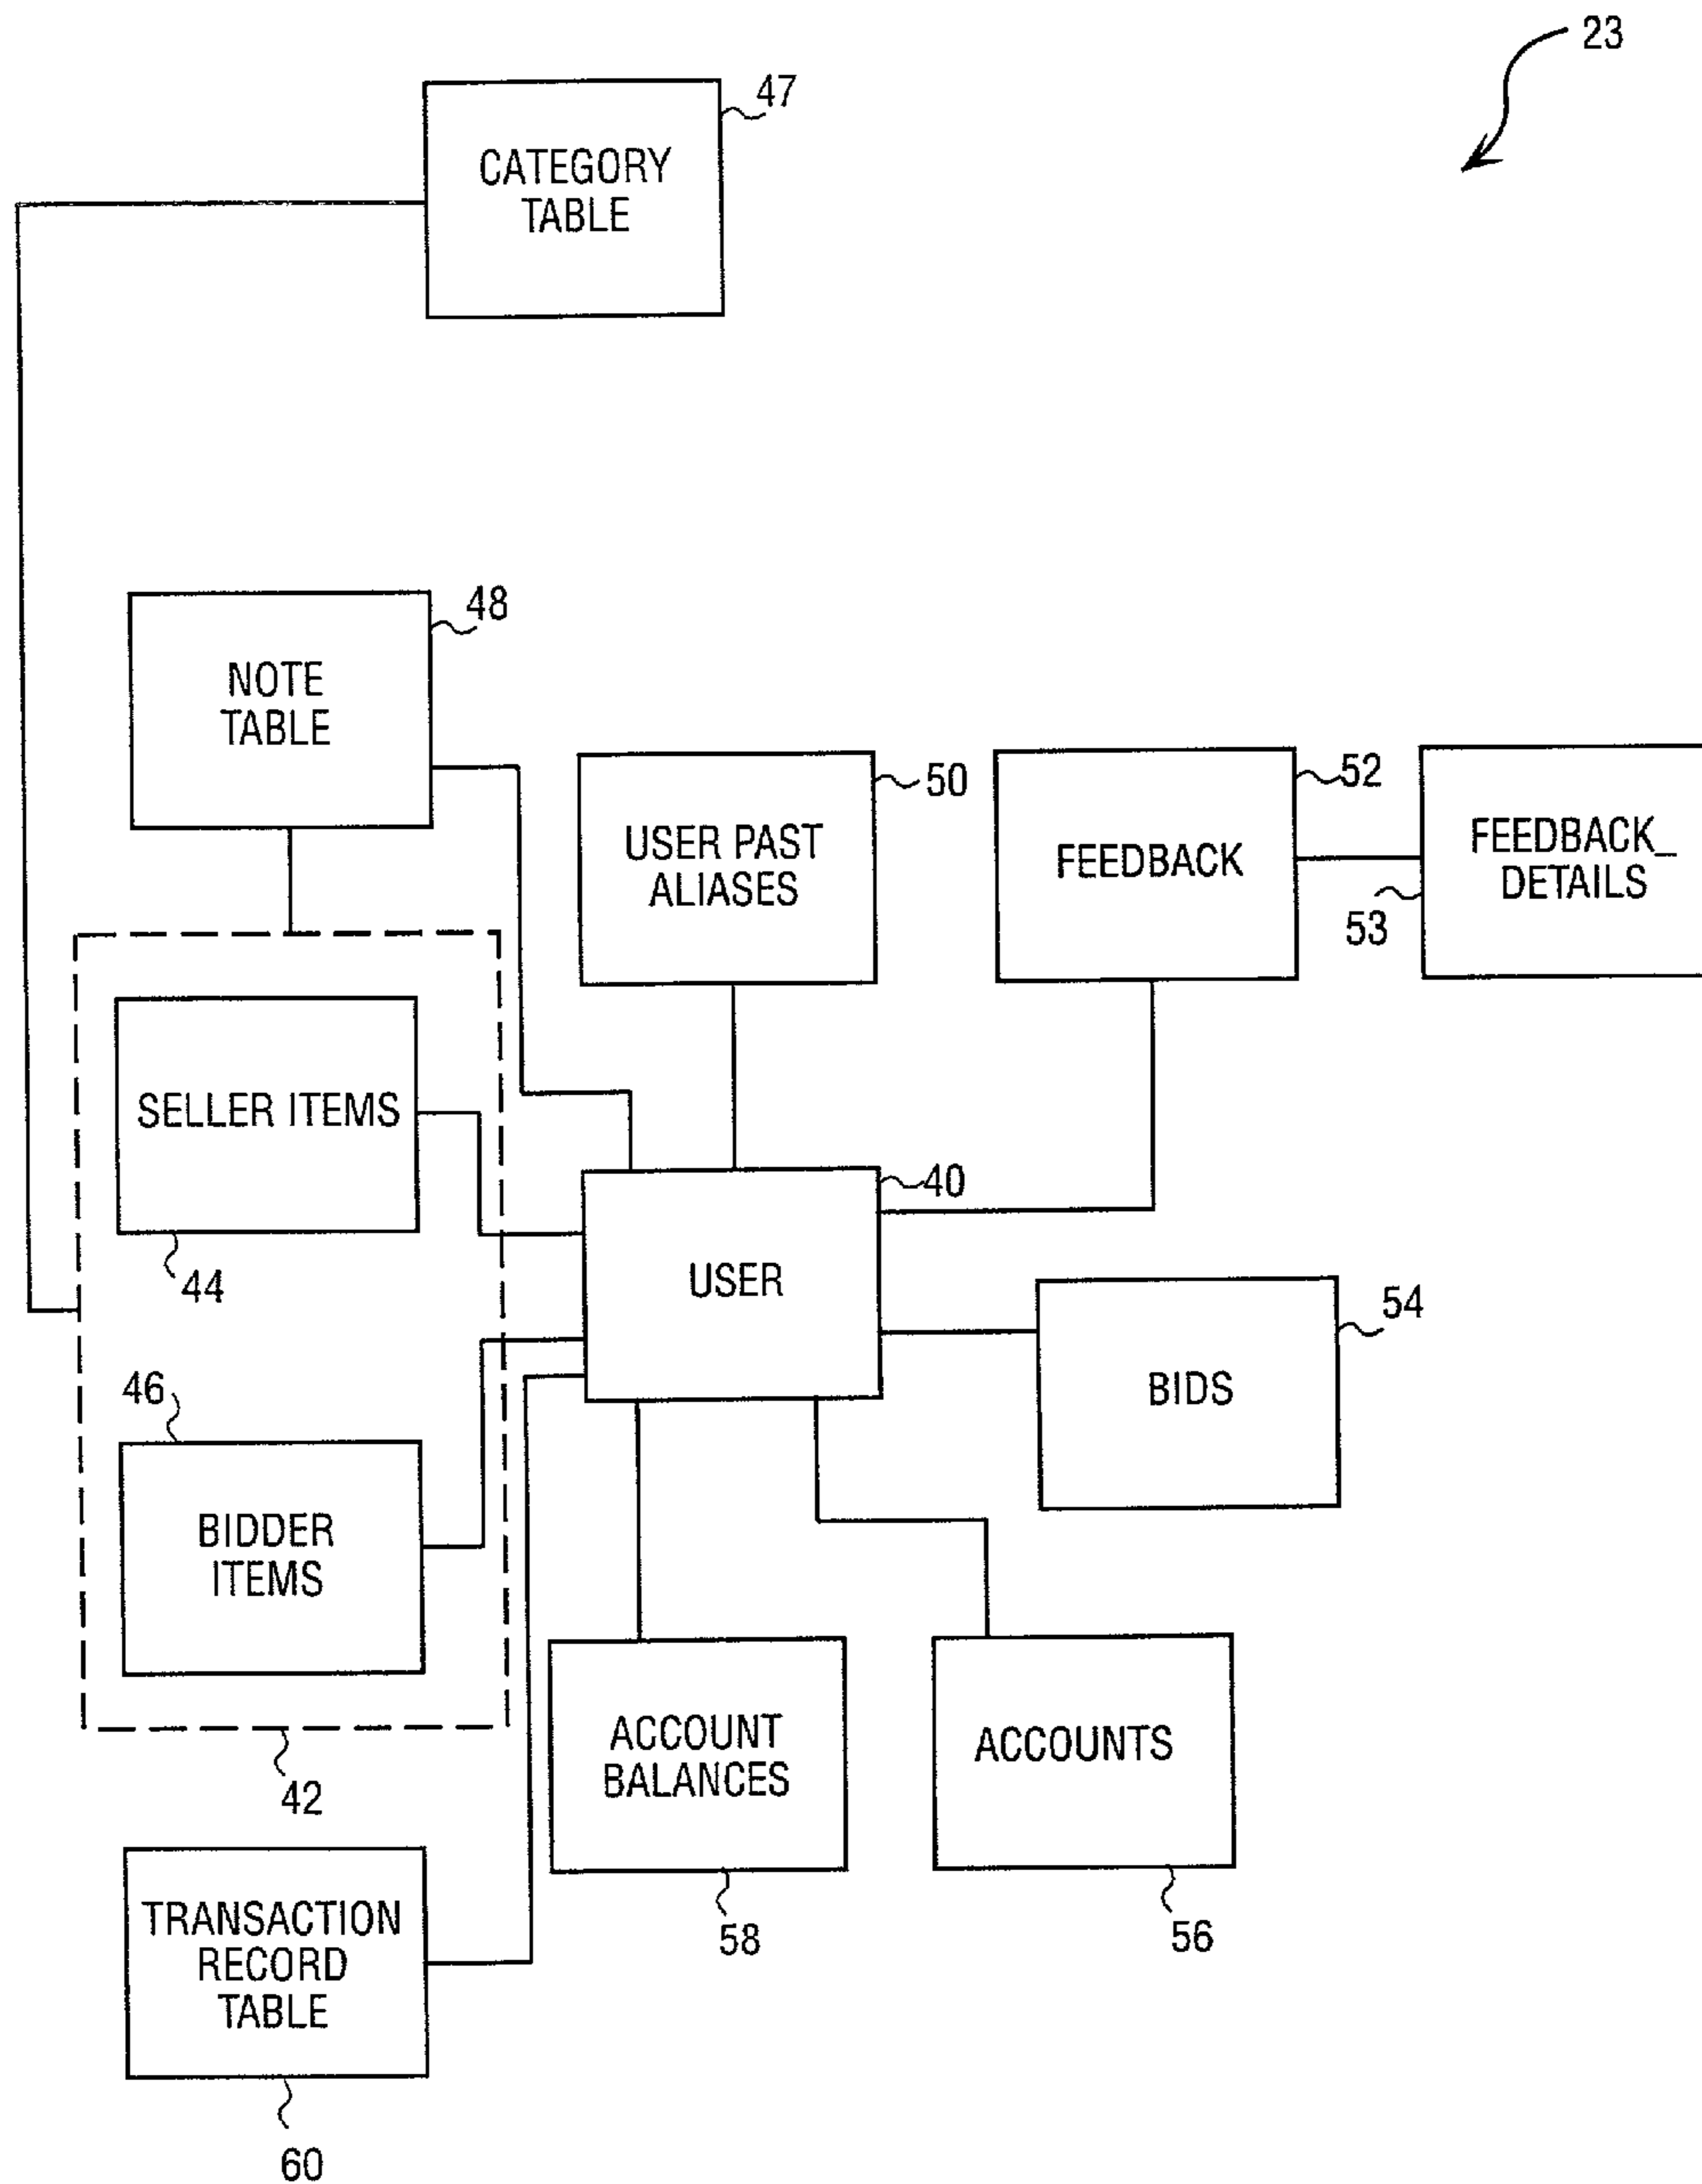 23
47
CATEGORY
TABLE
48
NOTE
TABLE
50
USER PAST
ALIASES
52
FEEDBACK
FEEDBACK_
DETAILS
53
SELLER ITEMS
44
40
USER
54
BIDS
46
BIDDER
ITEMS
42
ACCOUNT
BALANCES
58
ACCOUNTS
56
TRANSACTION
RECORD
TABLE
60